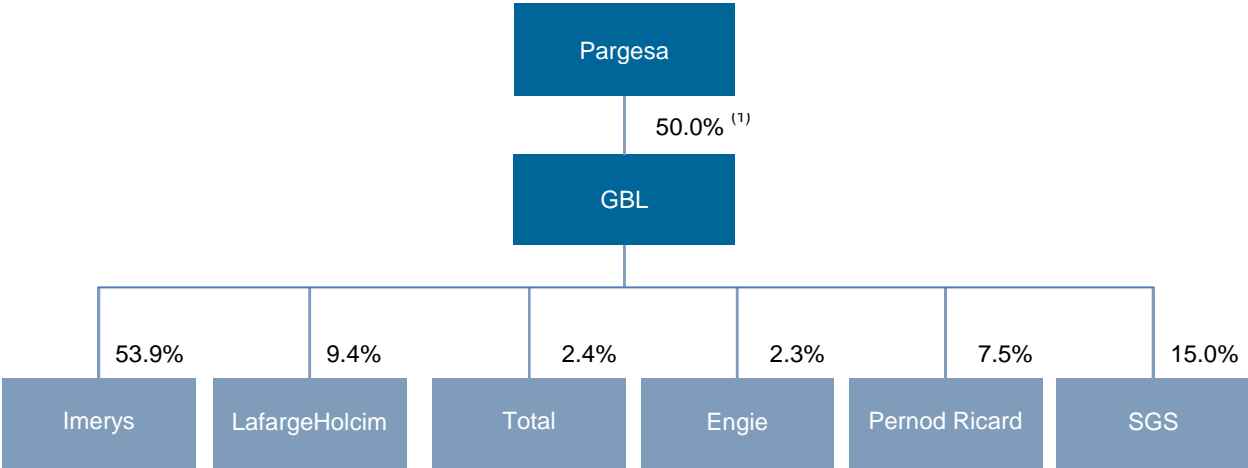 Pargesa
50.0% (1)
GBL
53.9% 9.4% 2.4% 2.3% 7.5% 15.0%
Imerys LafargeHolcim Total Engie Pernod Ricard SGS